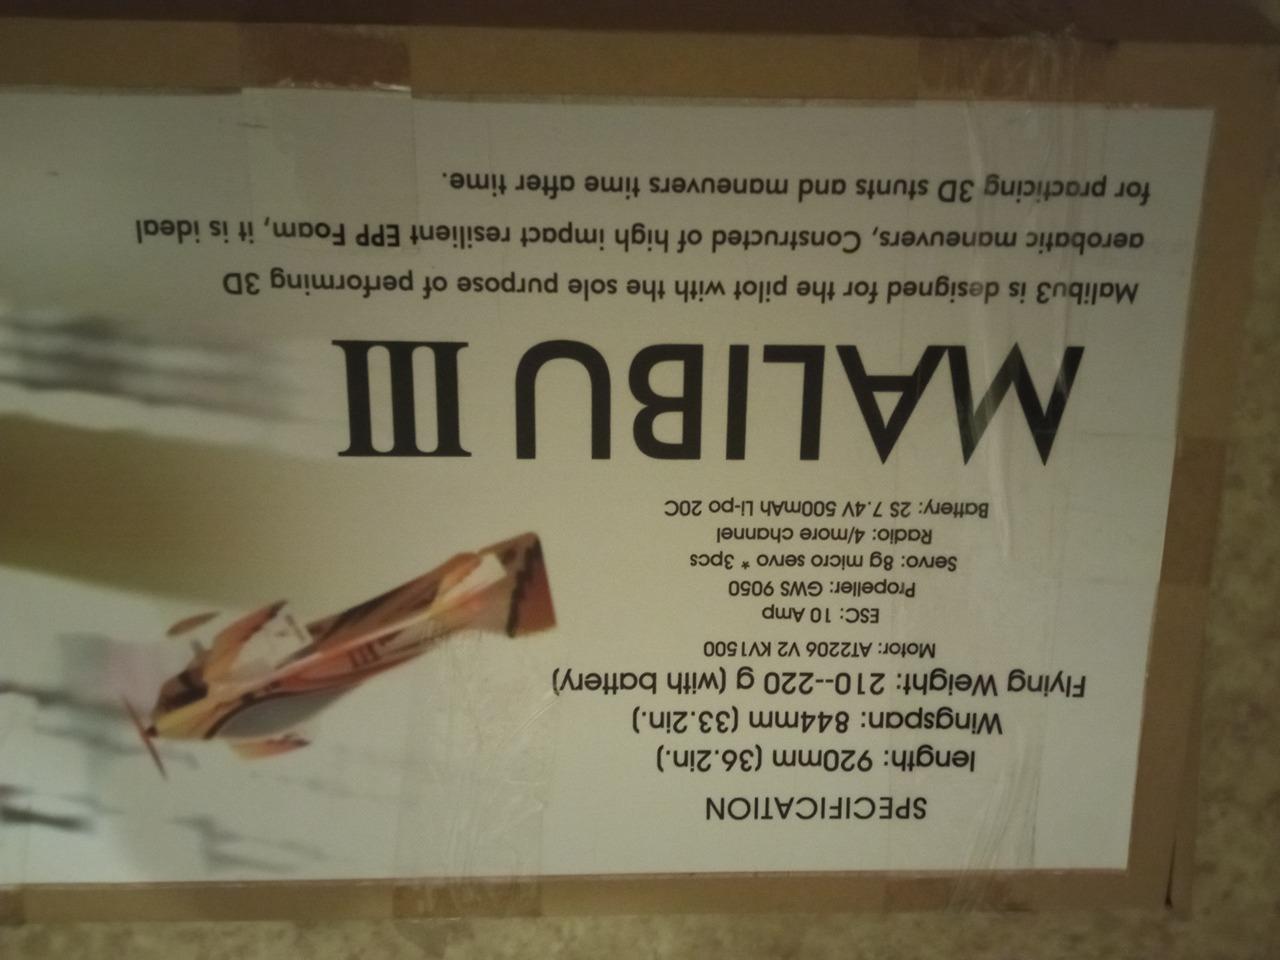 SPECIFICATION
length: 920mm (36.2in.)
Wingspan: 844mm (33.2in.)
Flying Weight: 210--220 g (with battery)
Motor: AT2206 V2 KV1500
ESC: 10 Amp
Propeller: GWS 9050
Servo: 8g micro servo * 3pcs
Radio: 4/more channel
Battery: 2S 7.4V 500mAh Li-po 20C
MALIBU III
Malibu3 is designed for the pilot with the sole purpose of performing 3D
aerobatic maneuvers, Constructed of high impact resilient EPP Foam, it is ideal
for practicing 3D stunts and maneuvers time after time.